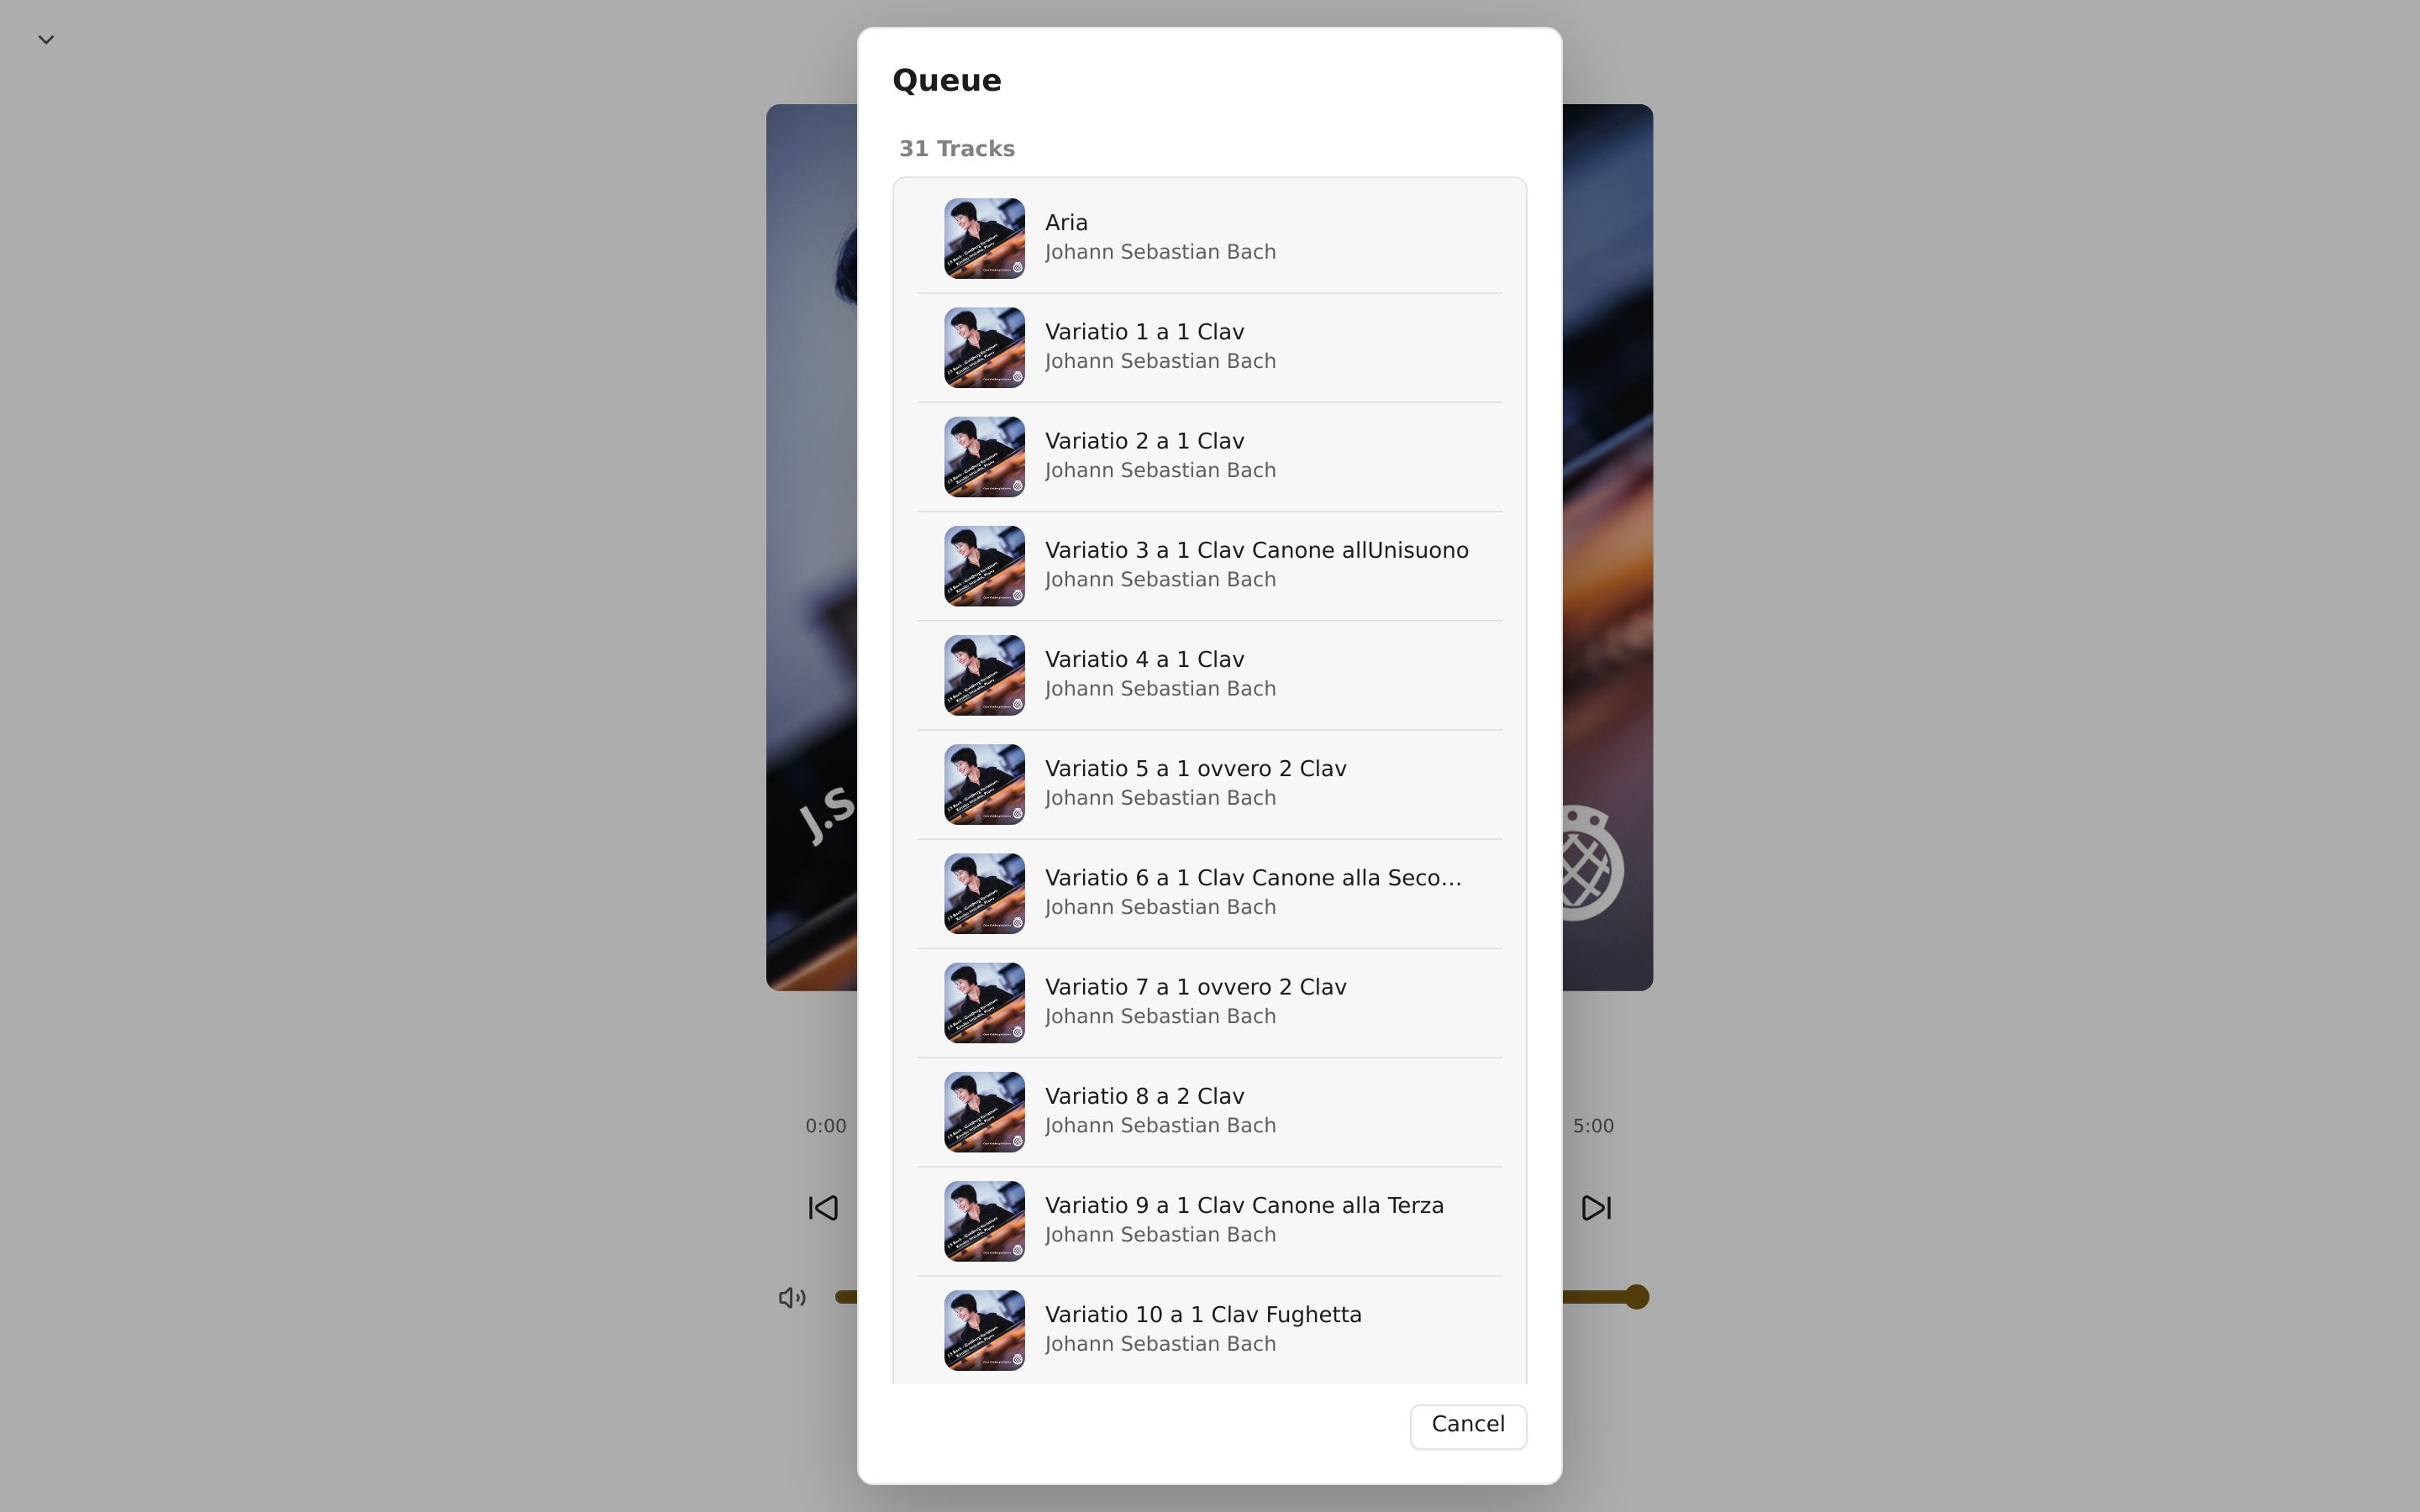 Queue
31 Tracks
Aria
Johann Sebastian Bach
Variatio 1 a 1 Clav
Johann Sebastian Bach
Variatio 2 a 1 Clav
Johann Sebastian Bach
Variatio 3 a 1 Clav Canone allUnisuono
Johann Sebastian Bach
Variatio 4 a 1 Clav
Johann Sebastian Bach
Variatio 5 a 1 ovvero 2 Clav
Johann Sebastian Bach
Variatio 6 a 1 Clav Canone alla Seco…
Johann Sebastian Bach
Variatio 7 a 1 ovvero 2 Clav
Johann Sebastian Bach
Variatio 8 a 2 Clav
Johann Sebastian Bach
Variatio 9 a 1 Clav Canone alla Terza
Johann Sebastian Bach
Variatio 10 a 1 Clav Fughetta
Johann Sebastian Bach
Cancel
J.S
0:00
5:00